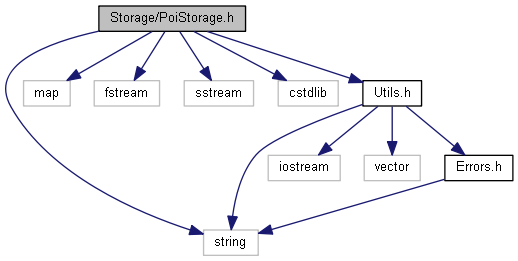 Storage/PoiStorage.h
map
fstream
sstream
cstdlib
Utils.h
iostream
vector
Errors.h
string